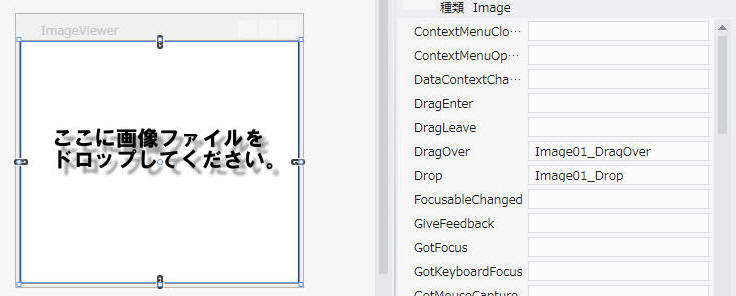 ImageViewer
ここに画像ファイルを
ドロップしてください。
種類 Image
ContextMenuClo…
ContextMenuOp…
DataContextCha…
DragEnter
DragLeave
DragOver Image01_DragOver
Drop Image01_Drop
FocusableChanged
GiveFeedback
GotFocus
GotKeyboardFocus
GotMouseCapture